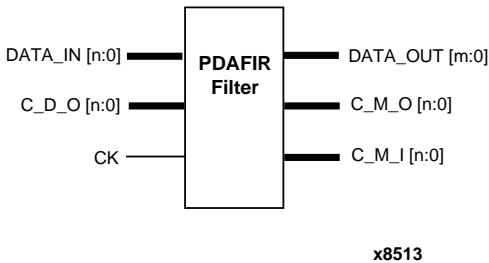 DATA_IN [n:0]
C_D_O [n:0]
CK
PDAFIR
Filter
DATA_OUT [m:0]
C_M_O [n:0]
C_M_I [n:0]
x8513